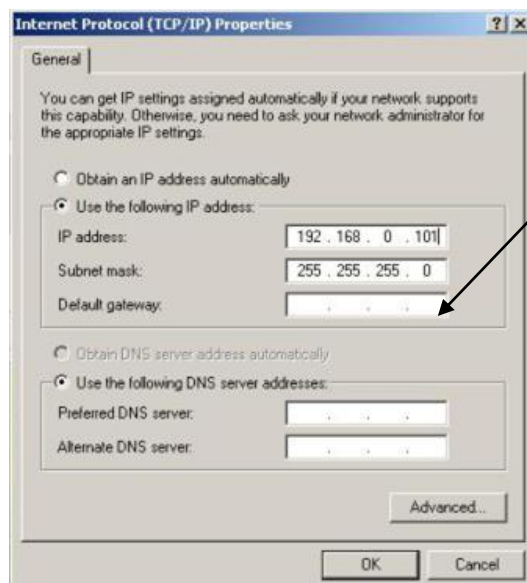 Internet Protocol (TCP/IP) Properties
General
You can get IP settings assigned automatically if your network supports
this capability. Otherwise, you need to ask your network administrator for
the appropriate IP settings.
Obtain an IP address automatically
Use the following IP address:
IP address: 192 . 168 . 0 . 101
Subnet mask: 255 . 255 . 255 . 0
Default gateway: . . .
Obtain DNS server address automatically
Use the following DNS server addresses:
Preferred DNS server: . . .
Alternate DNS server: . . .
Advanced...
OK Cancel